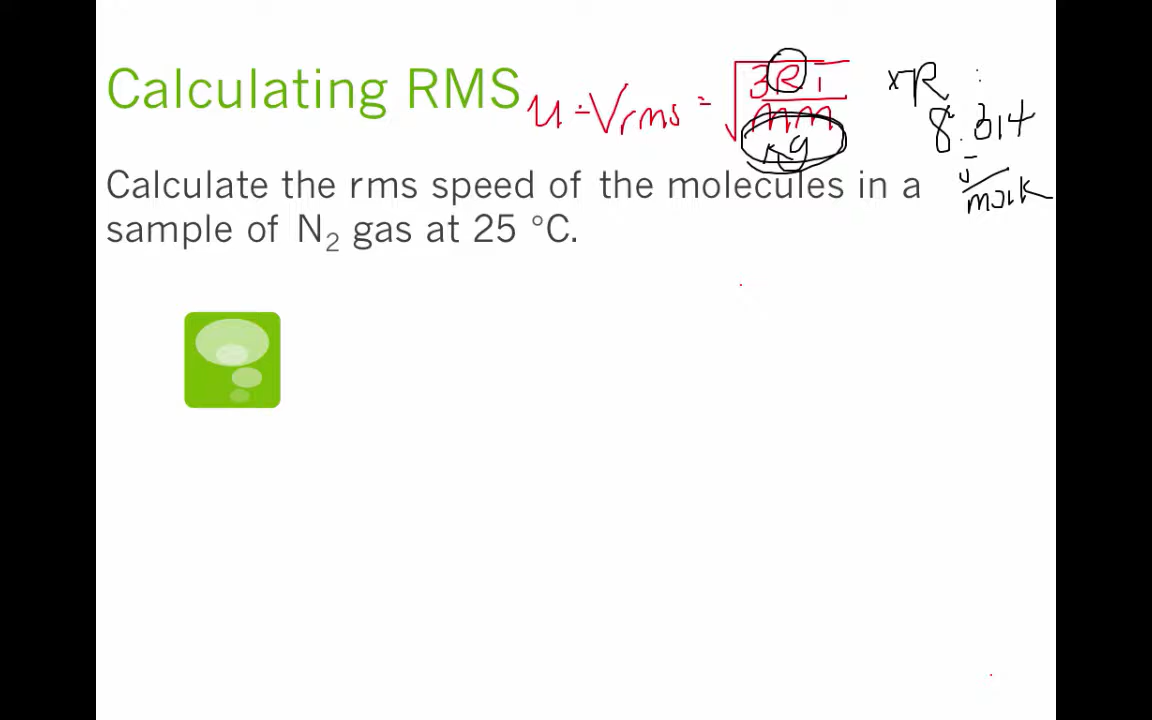 Calculating RMS
u = Vrms = √3RT
MM
kg
*R :
8.314
J
molK
Calculate the rms speed of the molecules in a
sample of N₂ gas at 25 °C.